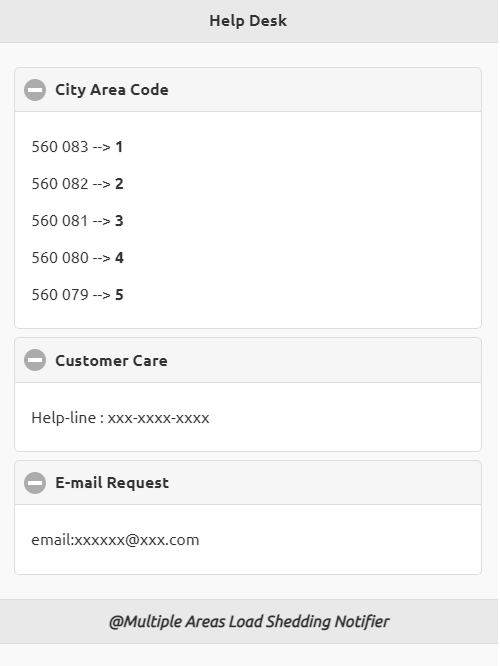 Help Desk
City Area Code
560 083 --> 1
560 082 --> 2
560 081 --> 3
560 080 --> 4
560 079 --> 5
Customer Care
Help-line : xxx-xxxx-xxxx
E-mail Request
email:xxxxxx@xxx.com
@Multiple Areas Load Shedding Notifier